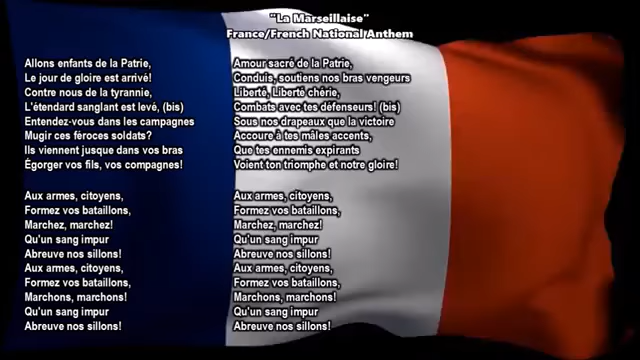 "La Marseillaise"
France/French National Anthem
Allons enfants de la Patrie,
Le jour de gloire est arrivé!
Contre nous de la tyrannie,
L'étendard sanglant est levé, (bis)
Entendez-vous dans les campagnes
Mugir ces féroces soldats?
Ils viennent jusque dans vos bras
Égorger vos fils, vos compagnes!
Aux armes, citoyens,
Formez vos bataillons,
Marchez, marchez!
Qu'un sang impur
Abreuve nos sillons!
Aux armes, citoyens,
Formez vos bataillons,
Marchons, marchons!
Qu'un sang impur
Abreuve nos sillons!
Amour sacré de la Patrie,
Conduis, soutiens nos bras vengeurs
Liberté, Liberté chérie,
Combats avec tes défenseurs! (bis)
Sous nos drapeaux que la victoire
Accoure à tes mâles accents,
Que tes ennemis expirants
Voient ton triomphe et notre gloire!
Aux armes, citoyens,
Formez vos bataillons,
Marchez, marchez!
Qu'un sang impur
Abreuve nos sillons!
Aux armes, citoyens,
Formez vos bataillons,
Marchons, marchons!
Qu'un sang impur
Abreuve nos sillons!